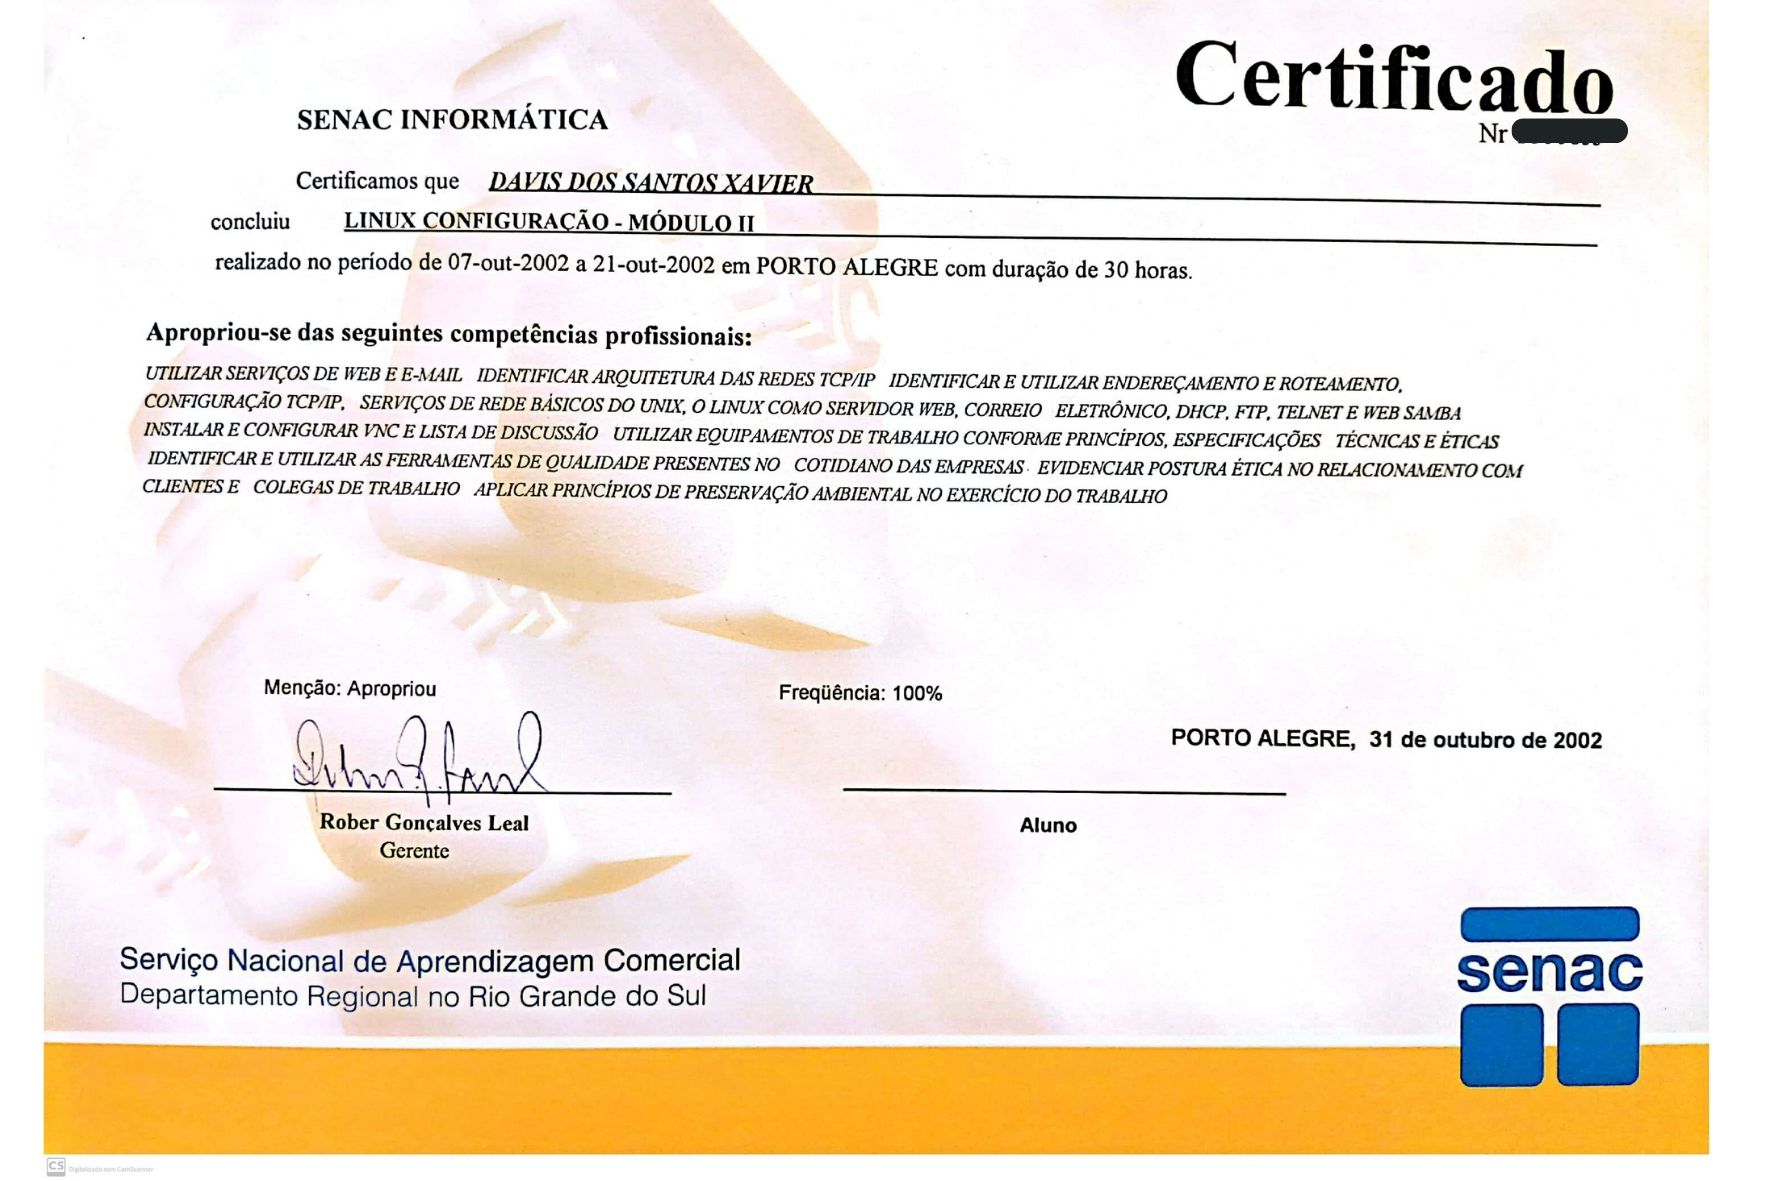 Certificado
SENAC INFORMÁTICA
Nr
Certificamos que DAVIS DOS SANTOS XAVIER
concluiu LINUX CONFIGURAÇÃO - MÓDULO II
realizado no período de 07-out-2002 a 21-out-2002 em PORTO ALEGRE com duração de 30 horas.
Apropriou-se das seguintes competências profissionais:
UTILIZAR SERVIÇOS DE WEB E E-MAIL IDENTIFICAR ARQUITETURA DAS REDES TCP/IP IDENTIFICAR E UTILIZAR ENDEREÇAMENTO E ROTEAMENTO,
CONFIGURAÇÃO TCP/IP, SERVIÇOS DE REDE BÁSICOS DO UNIX, O LINUX COMO SERVIDOR WEB, CORREIO ELETRÔNICO, DHCP, FTP, TELNET E WEB SAMBA
INSTALAR E CONFIGURAR VNC E LISTA DE DISCUSSÃO UTILIZAR EQUIPAMENTOS DE TRABALHO CONFORME PRINCÍPIOS, ESPECIFICAÇÕES TÉCNICAS E ÉTICAS
IDENTIFICAR E UTILIZAR AS FERRAMENTAS DE QUALIDADE PRESENTES NO COTIDIANO DAS EMPRESAS EVIDENCIAR POSTURA ÉTICA NO RELACIONAMENTO COM
CLIENTES E COLEGAS DE TRABALHO APLICAR PRINCÍPIOS DE PRESERVAÇÃO AMBIENTAL NO EXERCÍCIO DO TRABALHO
Menção: Apropriou Freqüência: 100%
PORTO ALEGRE, 31 de outubro de 2002
Rober Gonçalves Leal Aluno
Gerente
Serviço Nacional de Aprendizagem Comercial
Departamento Regional no Rio Grande do Sul
senac
CS Digitalizado com CamScanner